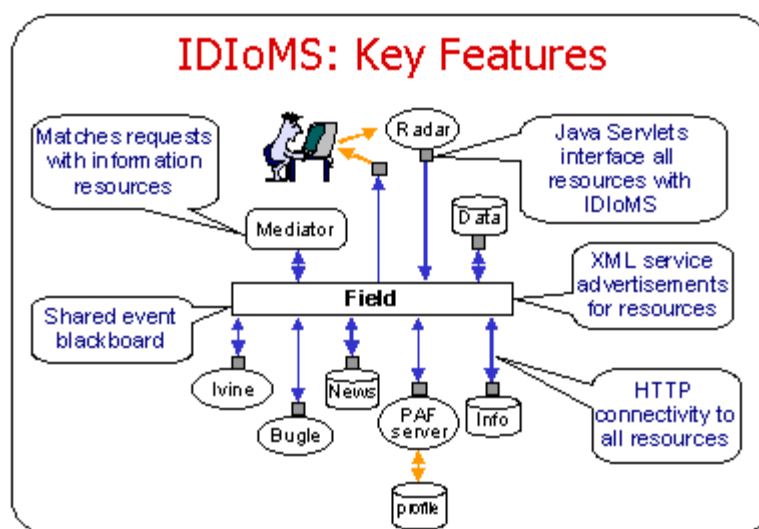 IDIoMS: Key Features
Matches requests
with information
resources
Radar
Java Servlets
interface all
resources with
IDIoMS
Mediator
Data
Field
XML service
advertisements
for resources
Shared event
blackboard
Ivine
Bugle
News
PAF
server
Info
HTTP
connectivity to
all resources
profile